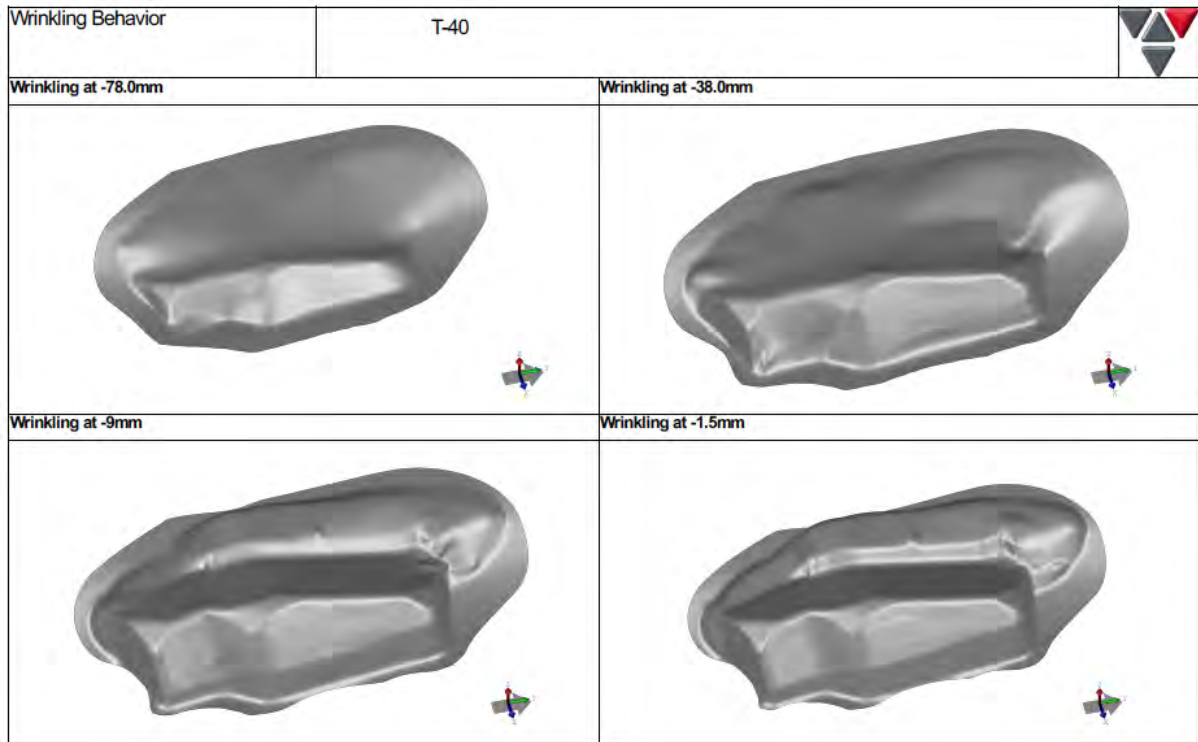 Wrinkling Behavior
T-40
Wrinkling at -78.0mm
Wrinkling at -38.0mm
Wrinkling at -9mm
Wrinkling at -1.5mm